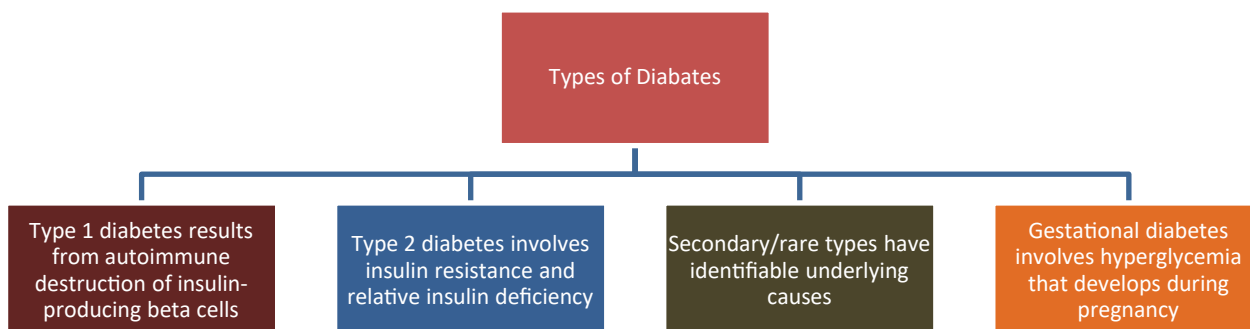 Types of Diabates
Type 1 diabetes results
from autoimmune
destruction of insulin-
producing beta cells
Type 2 diabetes involves
insulin resistance and
relative insulin deficiency
Secondary/rare types have
identifiable underlying
causes
Gestational diabetes
involves hyperglycemia
that develops during
pregnancy